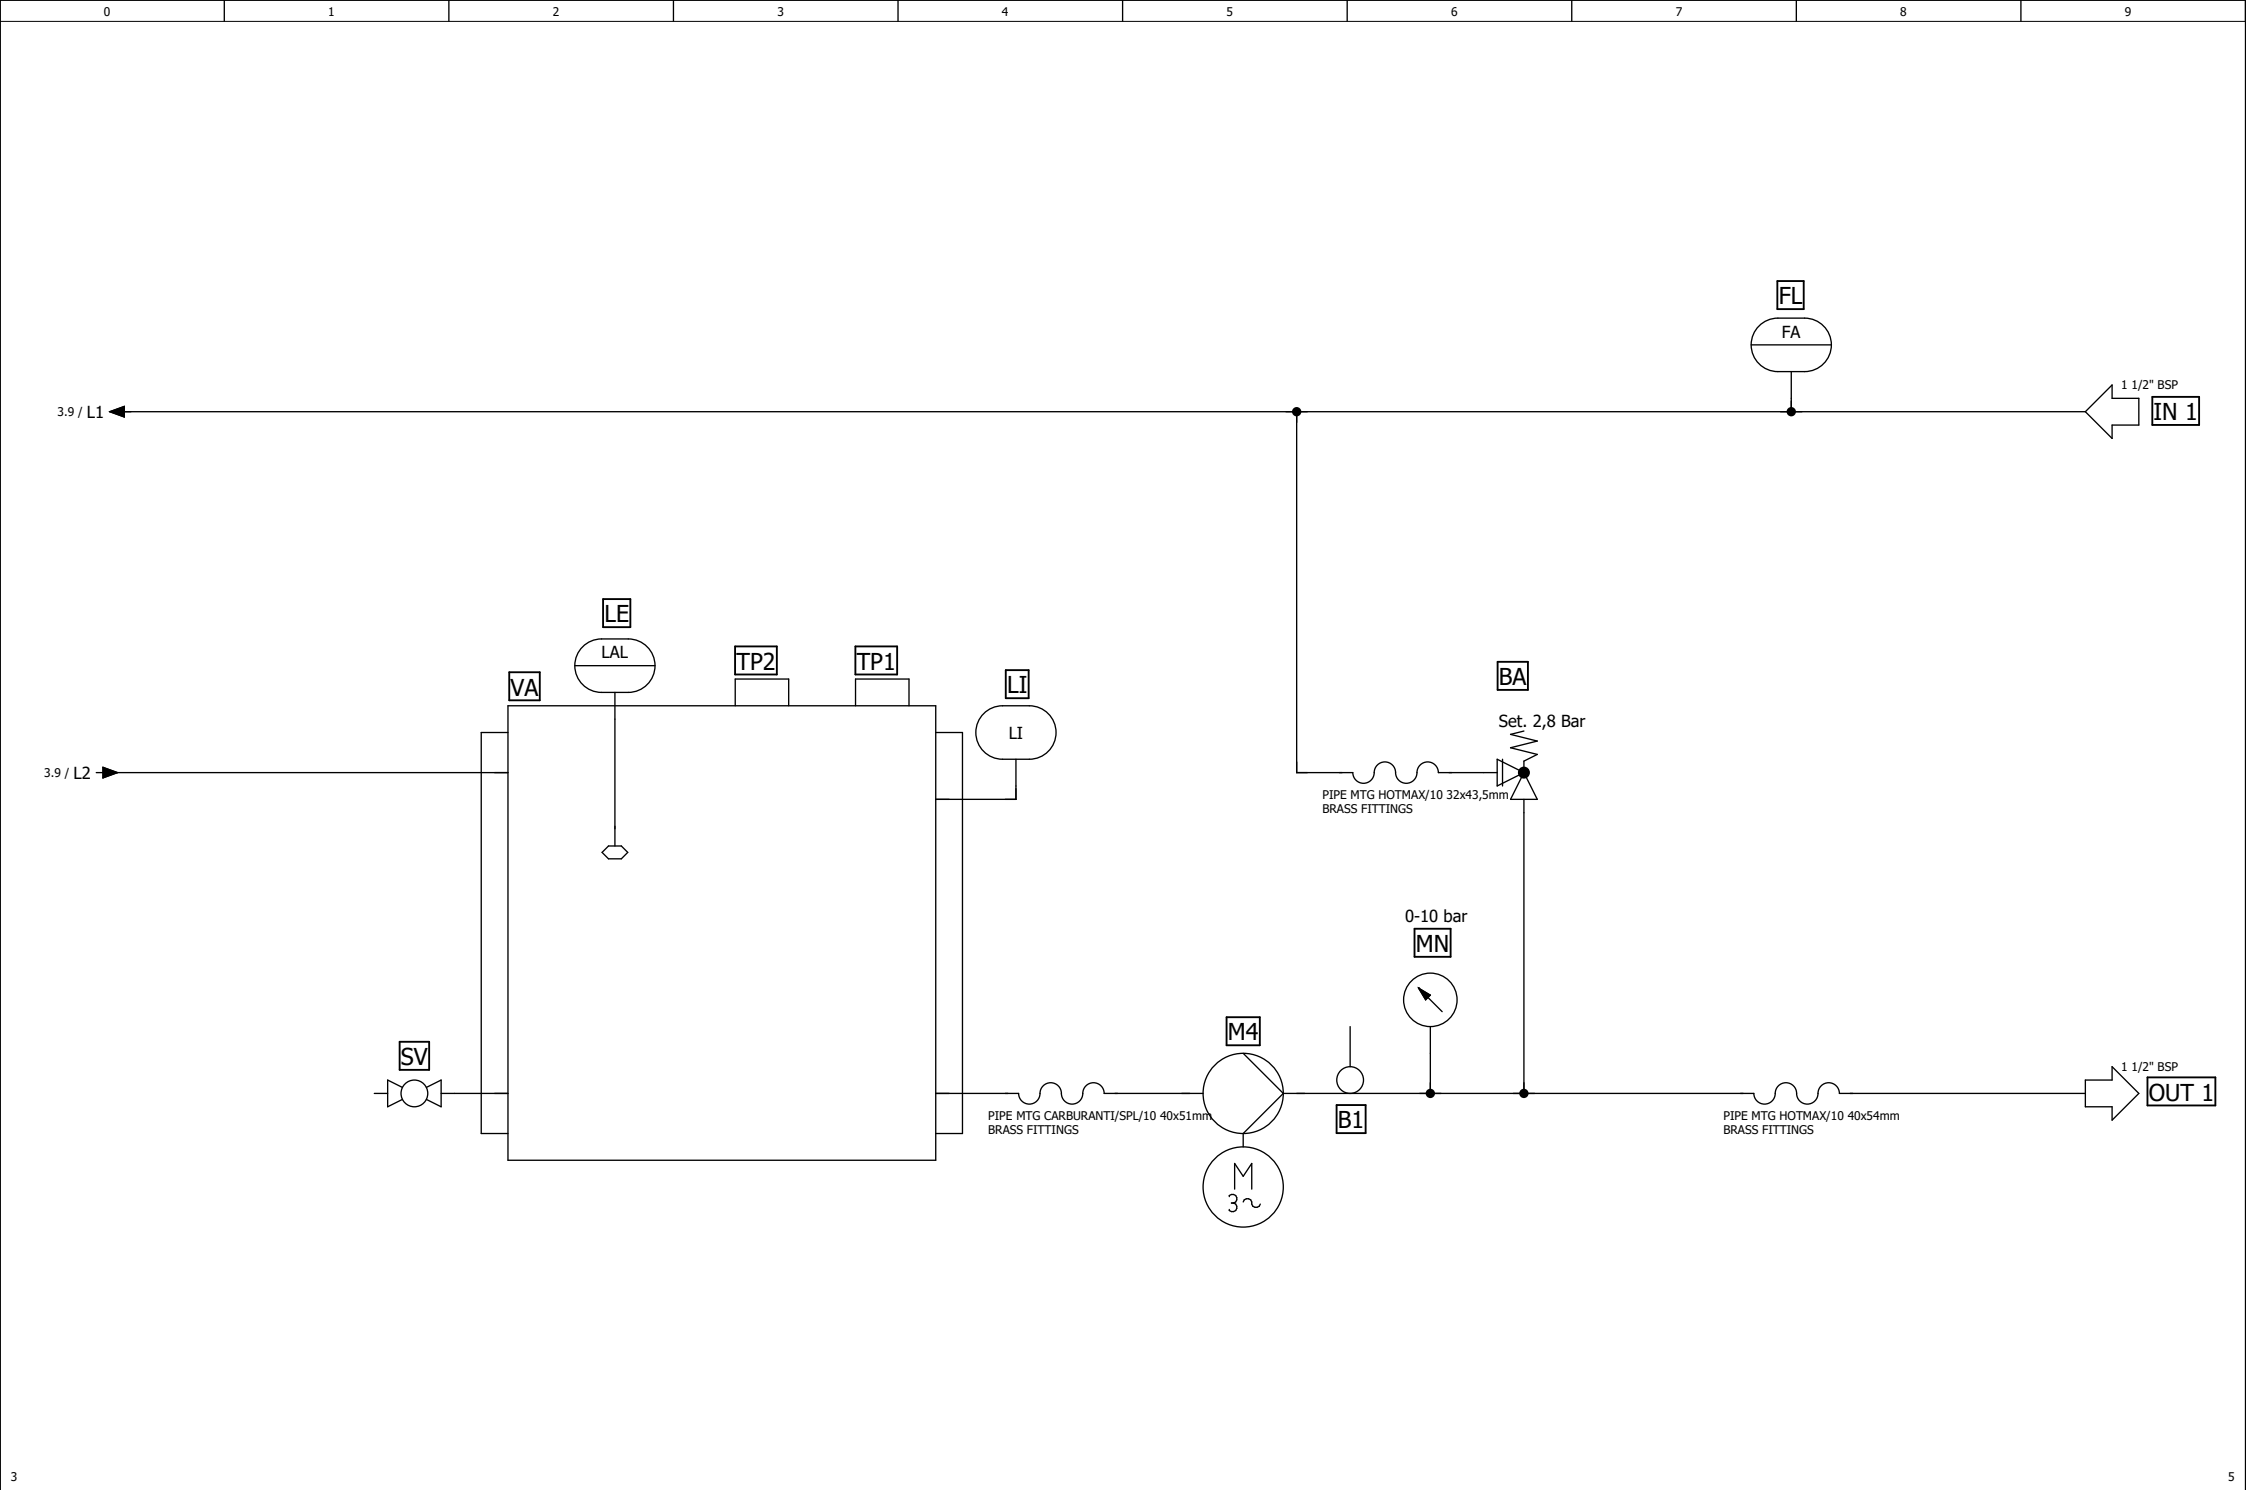 0 1 2 3 4 5 6 7 8 9
FL
FA
1 1/2" BSP
3.9 / L1
IN 1
LE
LAL
TP2
TP1
LI
BA
VA
Set. 2,8 Bar
LI
3.9 / L2
PIPE MTG HOTMAX/10 32x43,5mm
BRASS FITTINGS
0-10 bar
MN
M4
SV
1 1/2" BSP
OUT 1
PIPE MTG CARBURANTI/SPL/10 40x51mm
BRASS FITTINGS
B1
PIPE MTG HOTMAX/10 40x54mm
BRASS FITTINGS
M
3~
3
5